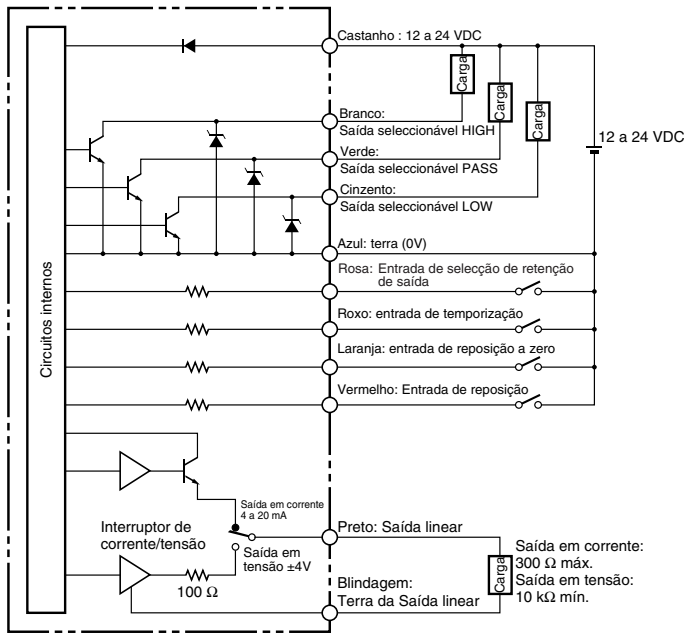 Castanho : 12 a 24 VDC
Carga
Carga
Carga
Branco:
Saída seleccionável HIGH
12 a 24 VDC
Verde:
Saída seleccionável PASS
Cinzento:
Saída seleccionável LOW
Azul: terra (0V)
Rosa: Entrada de selecção de retenção
de saída
Circuitos internos
Roxo: entrada de temporização
Laranja: entrada de reposição a zero
Vermelho: Entrada de reposição
Saída em corrente
4 a 20 mA
Interruptor de
corrente/tensão
Preto: Saída linear
Saída em
tensão ±4V
100 Ω
Carga
Saída em corrente:
300 Ω máx.
Saída em tensão:
10 kΩ mín.
Blindagem:
Terra da Saída linear